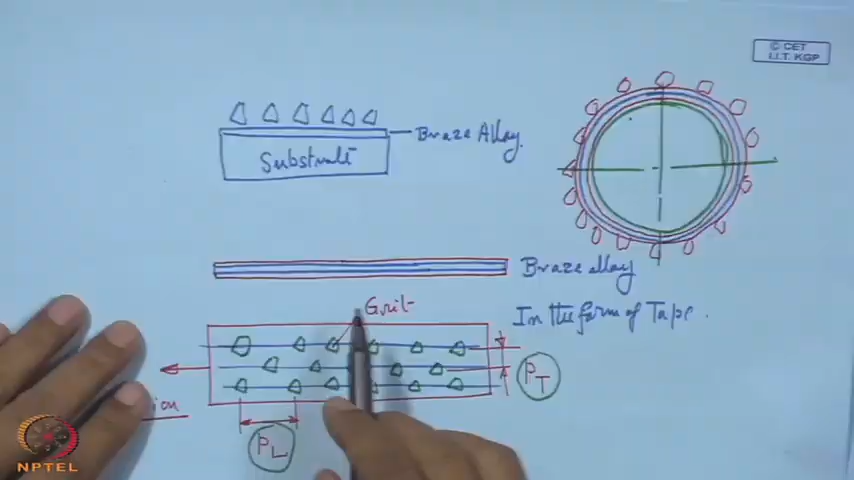 © CET
I.I.T. KGP
Braze Alloy.
Substrate
Braze alloy
In the form of Tape.
Grit
PT
PL
NPTEL